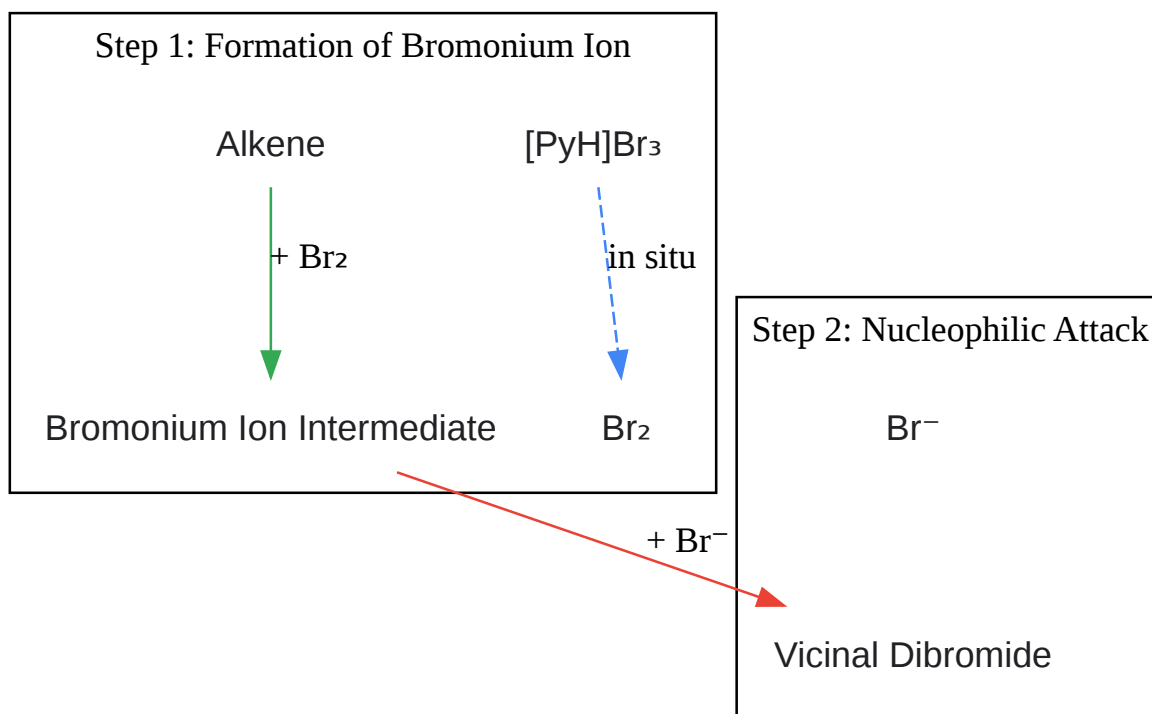 Step 1: Formation of Bromonium Ion
Alkene
[PyH]Br₃
+ Br₂
in situ
Bromonium Ion Intermediate
Br₂
Step 2: Nucleophilic Attack
Br⁻
+ Br⁻
Vicinal Dibromide